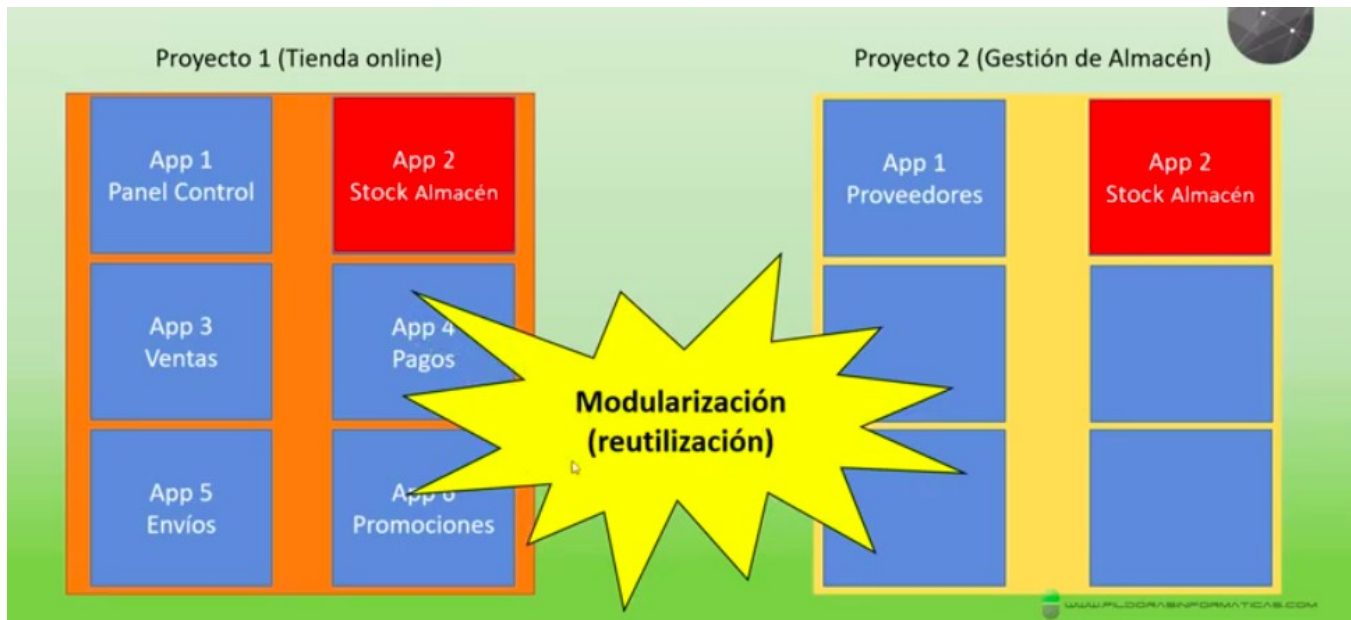 Proyecto 1 (Tienda online)
Proyecto 2 (Gestión de Almacén)
App 1
Panel Control
App 2
Stock Almacén
App 3
Ventas
App 4
Pagos
App 5
Envíos
App 6
Promociones
App 1
Proveedores
App 2
Stock Almacén
Modularización
(reutilización)
WWW.PILDORASINFORMATICAS.COM